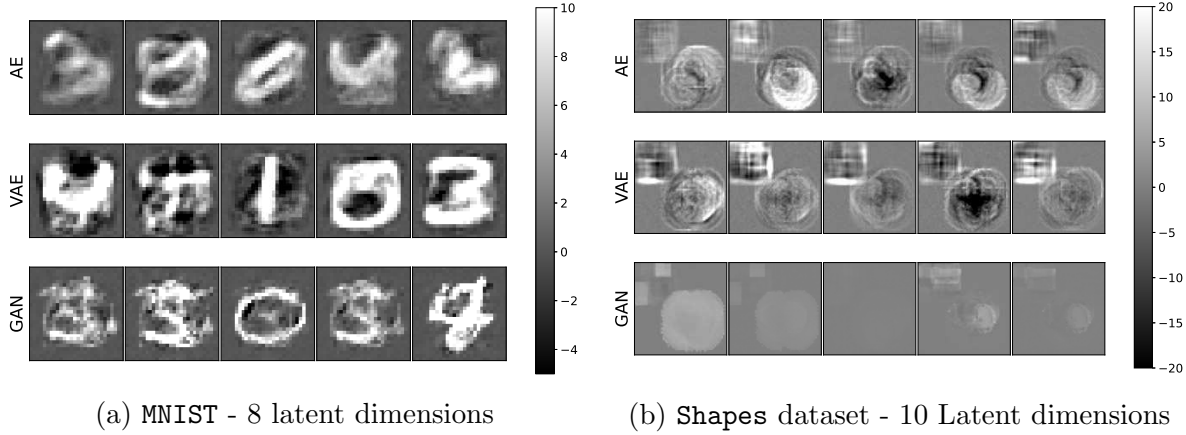 AE
VAE
GAN
10
8
6
4
2
0
−2
−4
(a) MNIST - 8 latent dimensions
AE
VAE
GAN
20
15
10
5
0
−5
−10
−15
−20
(b) Shapes dataset - 10 Latent dimensions